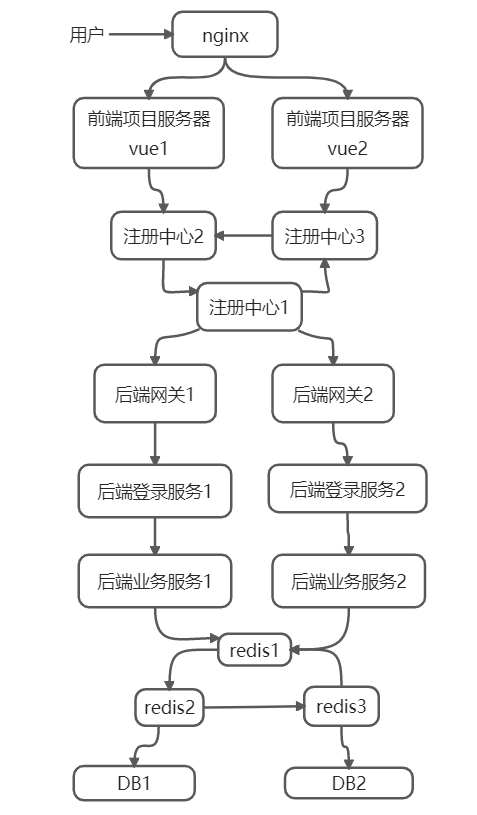 用户
nginx
前端项目服务器
vue1
前端项目服务器
vue2
注册中心2
注册中心3
注册中心1
后端网关1
后端网关2
后端登录服务1
后端登录服务2
后端业务服务1
后端业务服务2
redis1
redis2
redis3
DB1
DB2